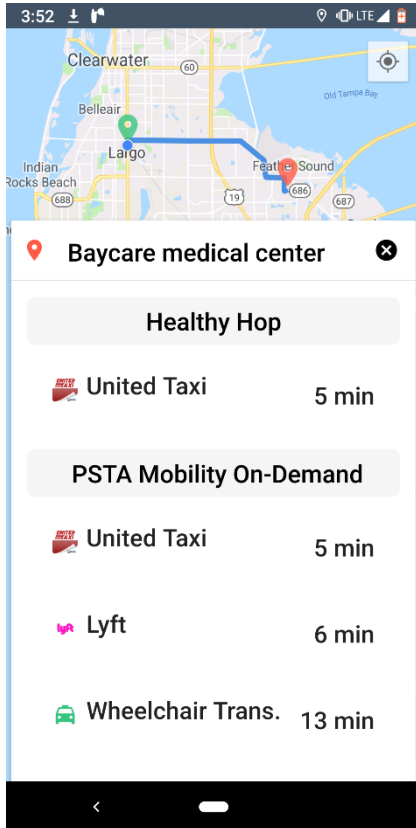 3:52
LTE
Clearwater
60
Old Tampa Bay
Belleair
Largo
Feather Sound
Indian
Rocks Beach
688
19
686
687
Baycare medical center
Healthy Hop
United Taxi
5 min
PSTA Mobility On-Demand
United Taxi
5 min
lyft
Lyft
6 min
Wheelchair Trans.
13 min